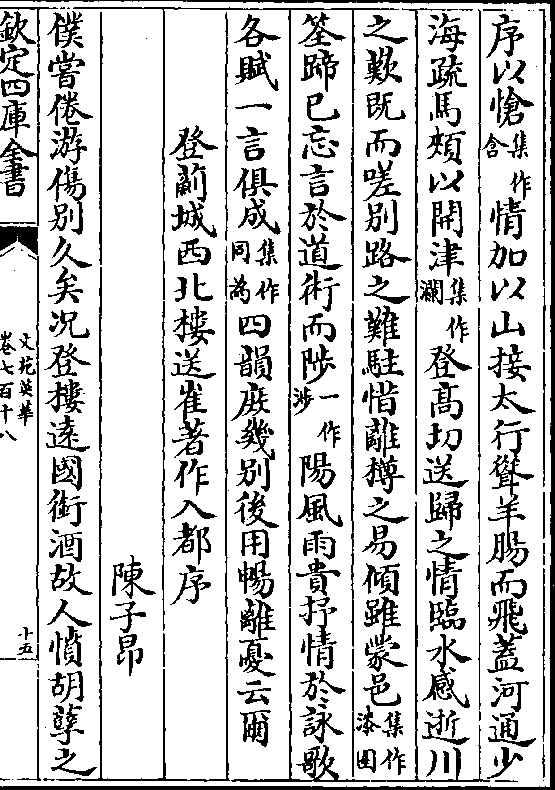 序以愴集作含情加以山接太行聳羊腸而飛蓋河通少
海疏馬頰以開津集作瀾登高切送歸之情臨水感逝川
之歎既而嗟别路之難駐惜離樽之易傾雖蒙邑集作漆園
筌蹄已忘言於道術而陟一作涉陽風雨貴抒情於詠歌
各賦一言俱成集作同為四韻庻幾别後用暢離憂云爾
登薊城西北樓送崔著作入都序
陳子昂
僕嘗倦游傷别久矣况登樓遠國銜酒故人憤胡孽之
欽定四庫全書
文苑英華
卷七百十八
十五